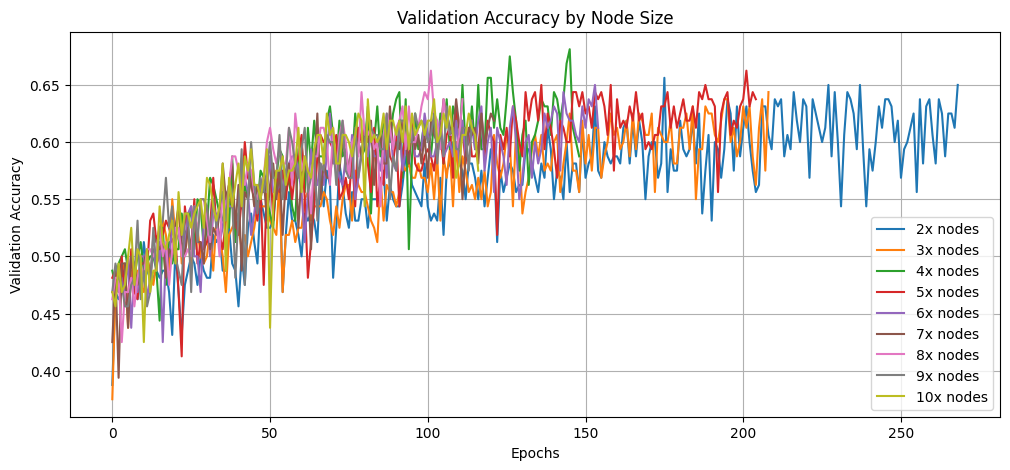 Validation Accuracy by Node Size
Validation Accuracy
0.65
0.60
0.55
0.50
0.45
0.40
0
50
100
150
200
250
Epochs
2x nodes
3x nodes
4x nodes
5x nodes
6x nodes
7x nodes
8x nodes
9x nodes
10x nodes